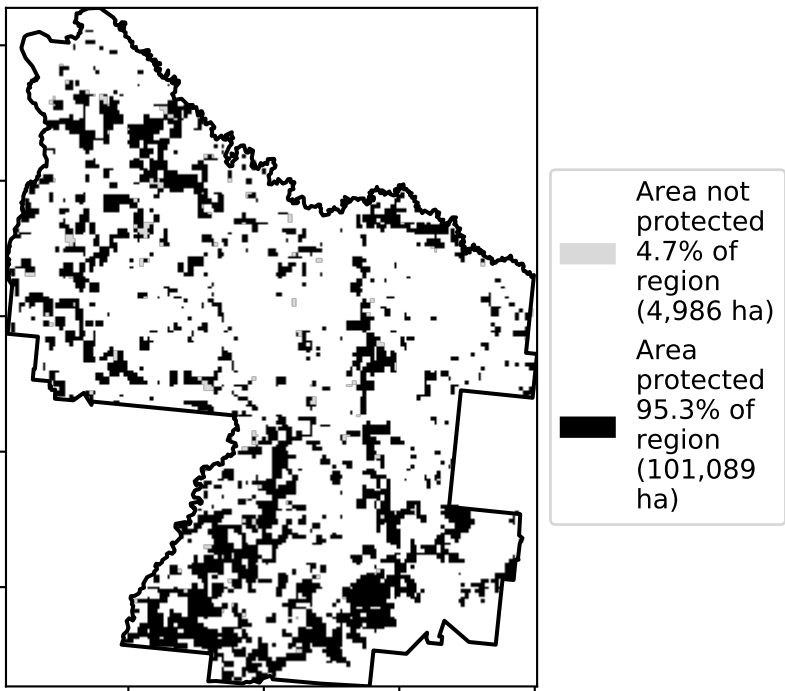 Area not
protected
4.7% of
region
(4,986 ha)
Area
protected
95.3% of
region
(101,089
ha)